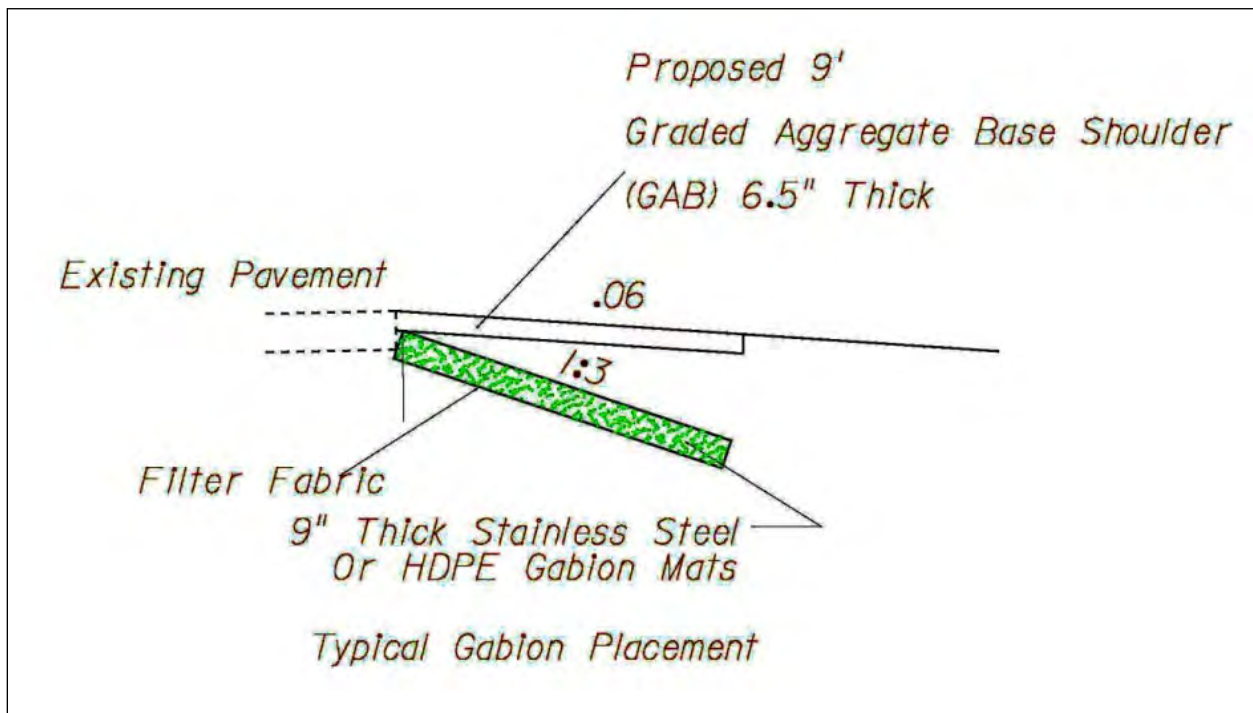 Proposed 9'
Graded Aggregate Base Shoulder
(GAB) 6.5" Thick
Existing Pavement
.06
1:3
Filter Fabric
9" Thick Stainless Steel
Or HDPE Gabion Mats
Typical Gabion Placement